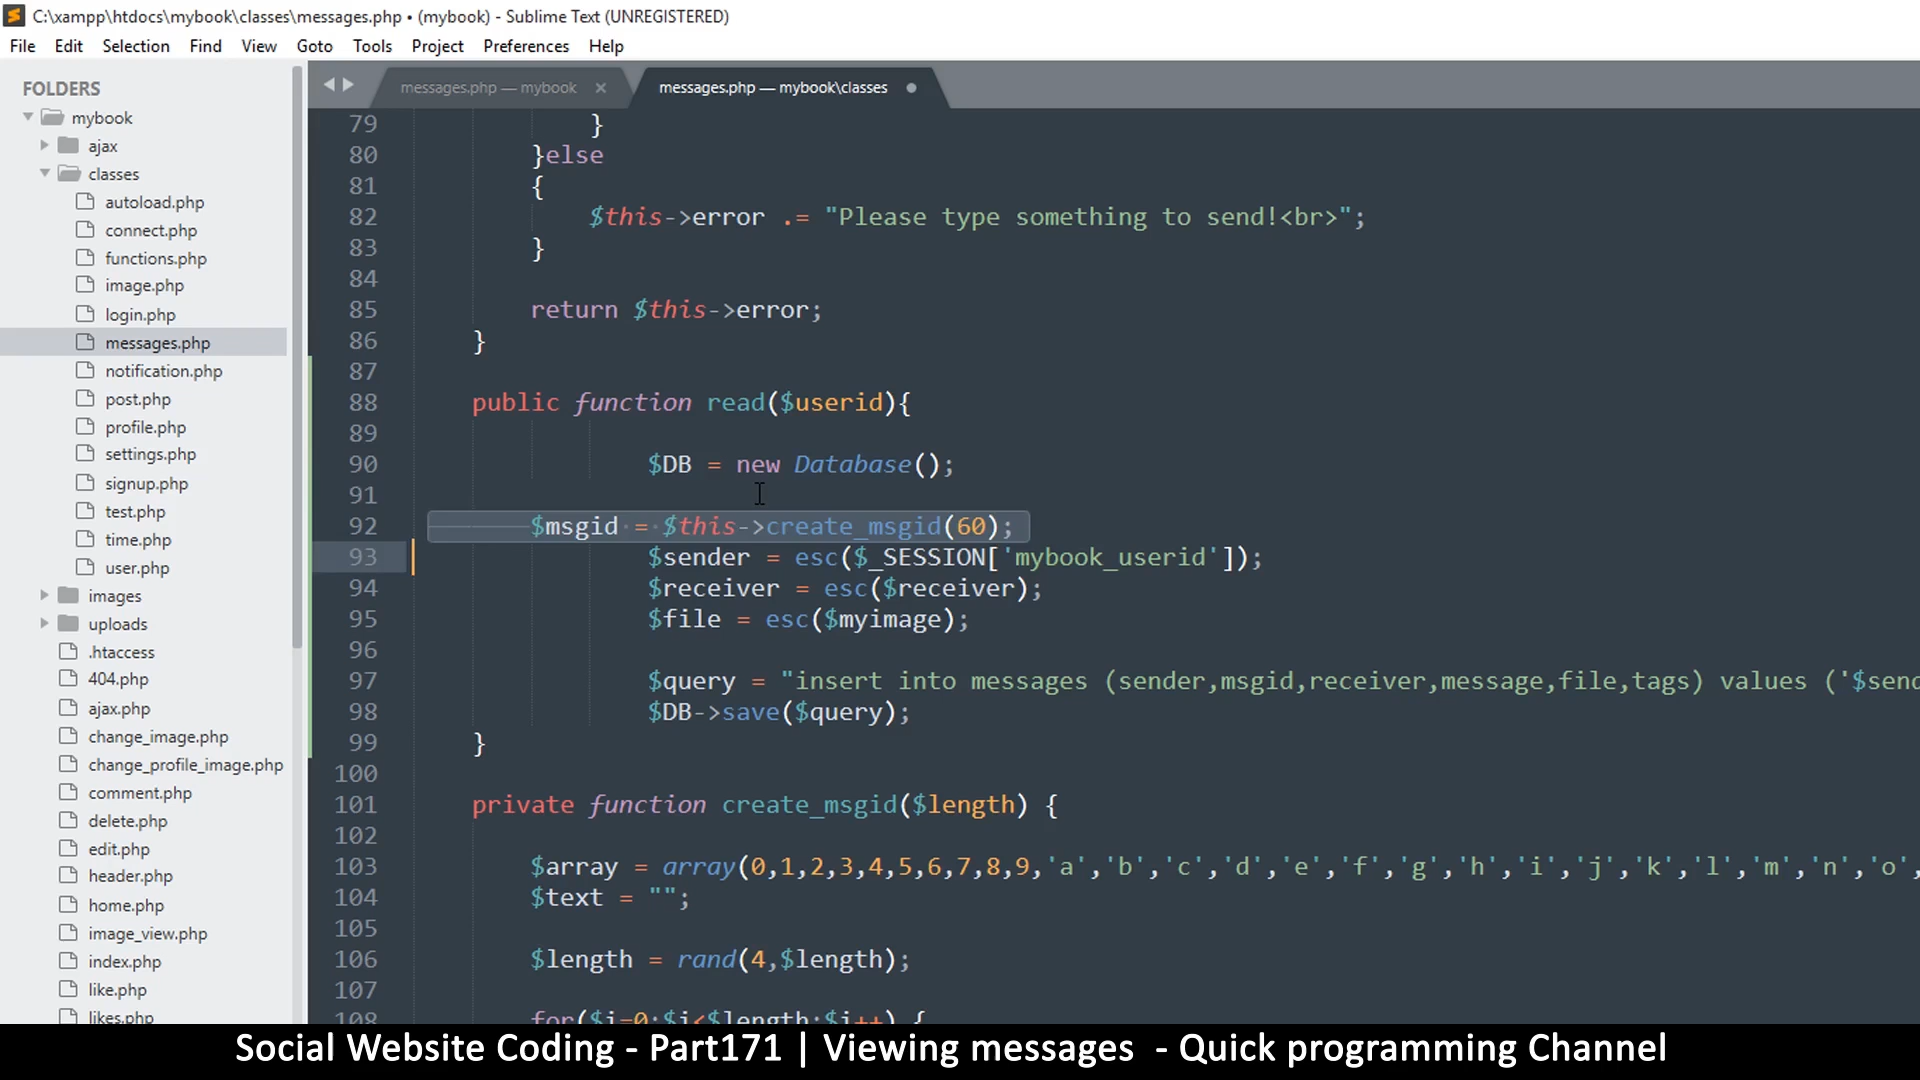 C:\xampp\htdocs\mybook\classes\messages.php • (mybook) - Sublime Text (UNREGISTERED)
File Edit Selection Find View Goto Tools Project Preferences Help
FOLDERS
mybook
ajax
classes
autoload.php
connect.php
functions.php
image.php
login.php
messages.php
notification.php
post.php
profile.php
settings.php
signup.php
test.php
time.php
user.php
images
uploads
.htaccess
404.php
ajax.php
change_image.php
change_profile_image.php
comment.php
delete.php
edit.php
header.php
home.php
image_view.php
index.php
like.php
likes.php
messages.php — mybook × messages.php — mybook\classes
79 }
80 }else
81 {
82 $this->error .= "Please type something to send!<br>";
83 }
84
85 return $this->error;
86 }
87
88 public function read($userid){
89
90 $DB = new Database();
91
92 $msgid = $this->create_msgid(60);
93 $sender = esc($_SESSION['mybook_userid']);
94 $receiver = esc($receiver);
95 $file = esc($myimage);
96
97 $query = "insert into messages (sender,msgid,receiver,message,file,tags) values ('$send
98 $DB->save($query);
99 }
100
101 private function create_msgid($length) {
102
103 $array = array(0,1,2,3,4,5,6,7,8,9,'a','b','c','d','e','f','g','h','i','j','k','l','m','n','o',
104 $text = "";
105
106 $length = rand(4,$length);
107
108 for($i=0;$i<$length;$i++) {
Social Website Coding - Part171 | Viewing messages - Quick programming Channel